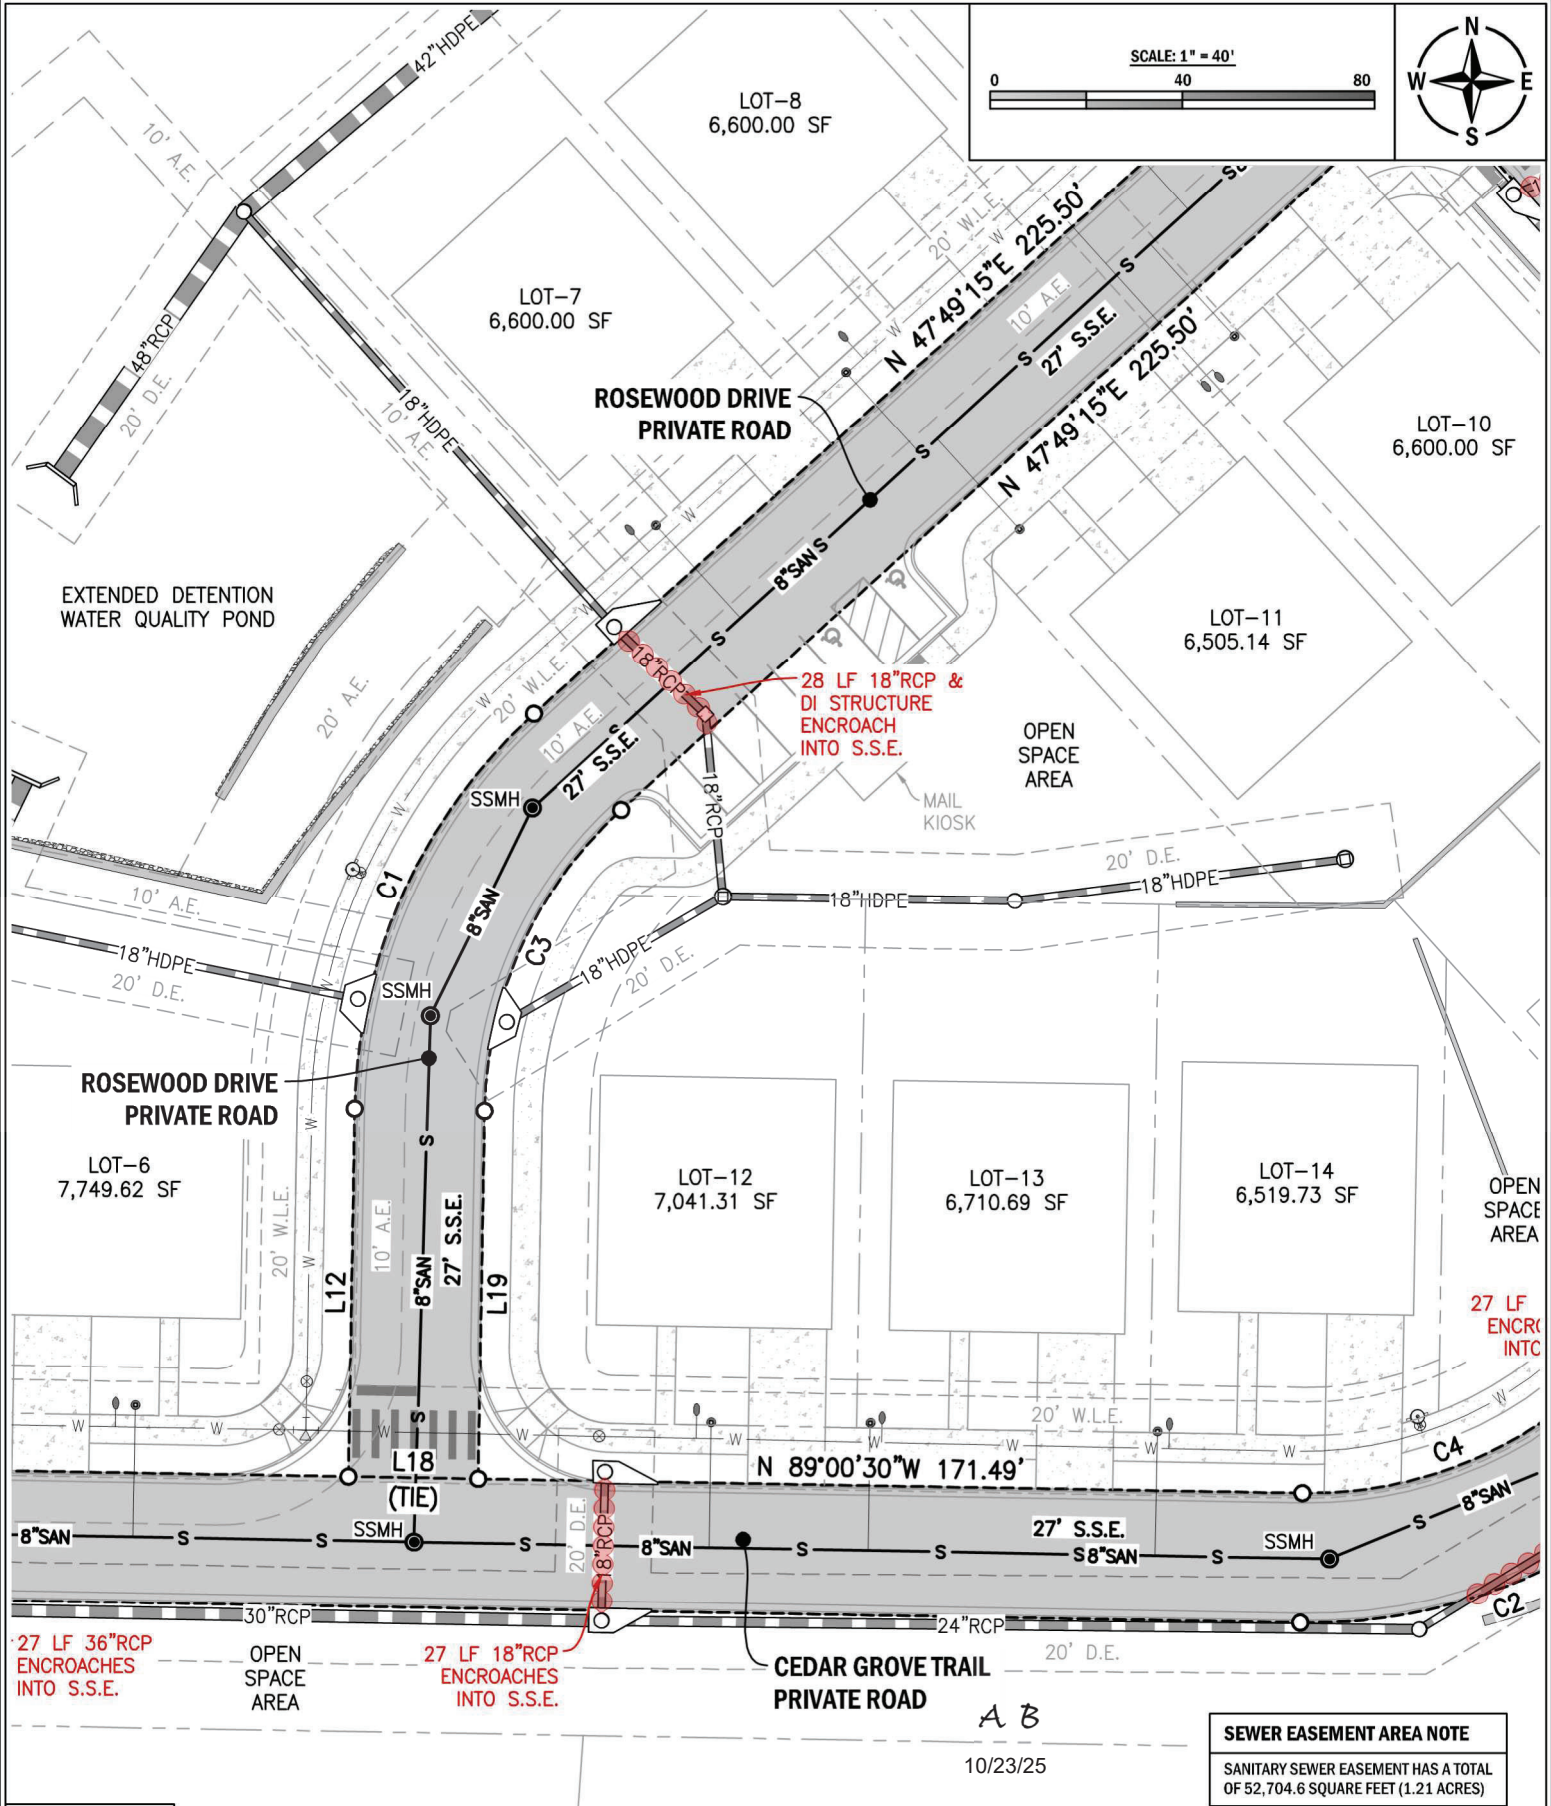 42"HDPE
SCALE: 1" = 40'
0 40 80
N
W E
S
LOT-8
6,600.00 SF
10' A.E.
20' W.L.E.
W
N 47°49'15"E 225.50'
10' A.E.
S
27' S.S.E.
N 47°49'15"E 225.50'
LOT-7
6,600.00 SF
48"RCP
20' D.E.
18"HDPE
10' A.E.
W
S
ROSEWOOD DRIVE
PRIVATE ROAD
LOT-10
6,600.00 SF
S
W
8"SAN S
EXTENDED DETENTION
WATER QUALITY POND
W
LOT-11
6,505.14 SF
S
20' A.E.
20' W.L.E.
W
18"RCP
28 LF 18"RCP &
DI STRUCTURE
ENCROACH
INTO S.S.E.
10' A.E.
S
27' S.S.E.
OPEN
SPACE
AREA
SSMH
18"RCP
MAIL
KIOSK
W
C1
20' D.E.
18"HDPE
10' A.E.
8"SAN
18"HDPE
C3
18"HDPE
20' D.E.
18"HDPE
20' D.E.
W
SSMH
ROSEWOOD DRIVE
PRIVATE ROAD
W
S
LOT-6
7,749.62 SF
LOT-12
7,041.31 SF
LOT-13
6,710.69 SF
LOT-14
6,519.73 SF
OPEN
SPACE
AREA
20' W.L.E.
W
10' A.E.
27' S.S.E.
8"SAN
L12
L19
27 LF
ENCRO
INTO
S
20' W.L.E.
W W W W W W W W W
L18
(TIE)
N 89°00'30"W 171.49'
C4
20' D.E.
18"RCP
8"SAN S S SSMH S 8"SAN S S 27' S.S.E. S 8"SAN S SSMH S 8"SAN
30"RCP
24"RCP
C2
27 LF 36"RCP
ENCROACHES
INTO S.S.E.
OPEN
SPACE
AREA
27 LF 18"RCP
ENCROACHES
INTO S.S.E.
CEDAR GROVE TRAIL
PRIVATE ROAD
20' D.E.
A B
10/23/25
SEWER EASEMENT AREA NOTE
SANITARY SEWER EASEMENT HAS A TOTAL
OF 52,704.6 SQUARE FEET (1.21 ACRES)